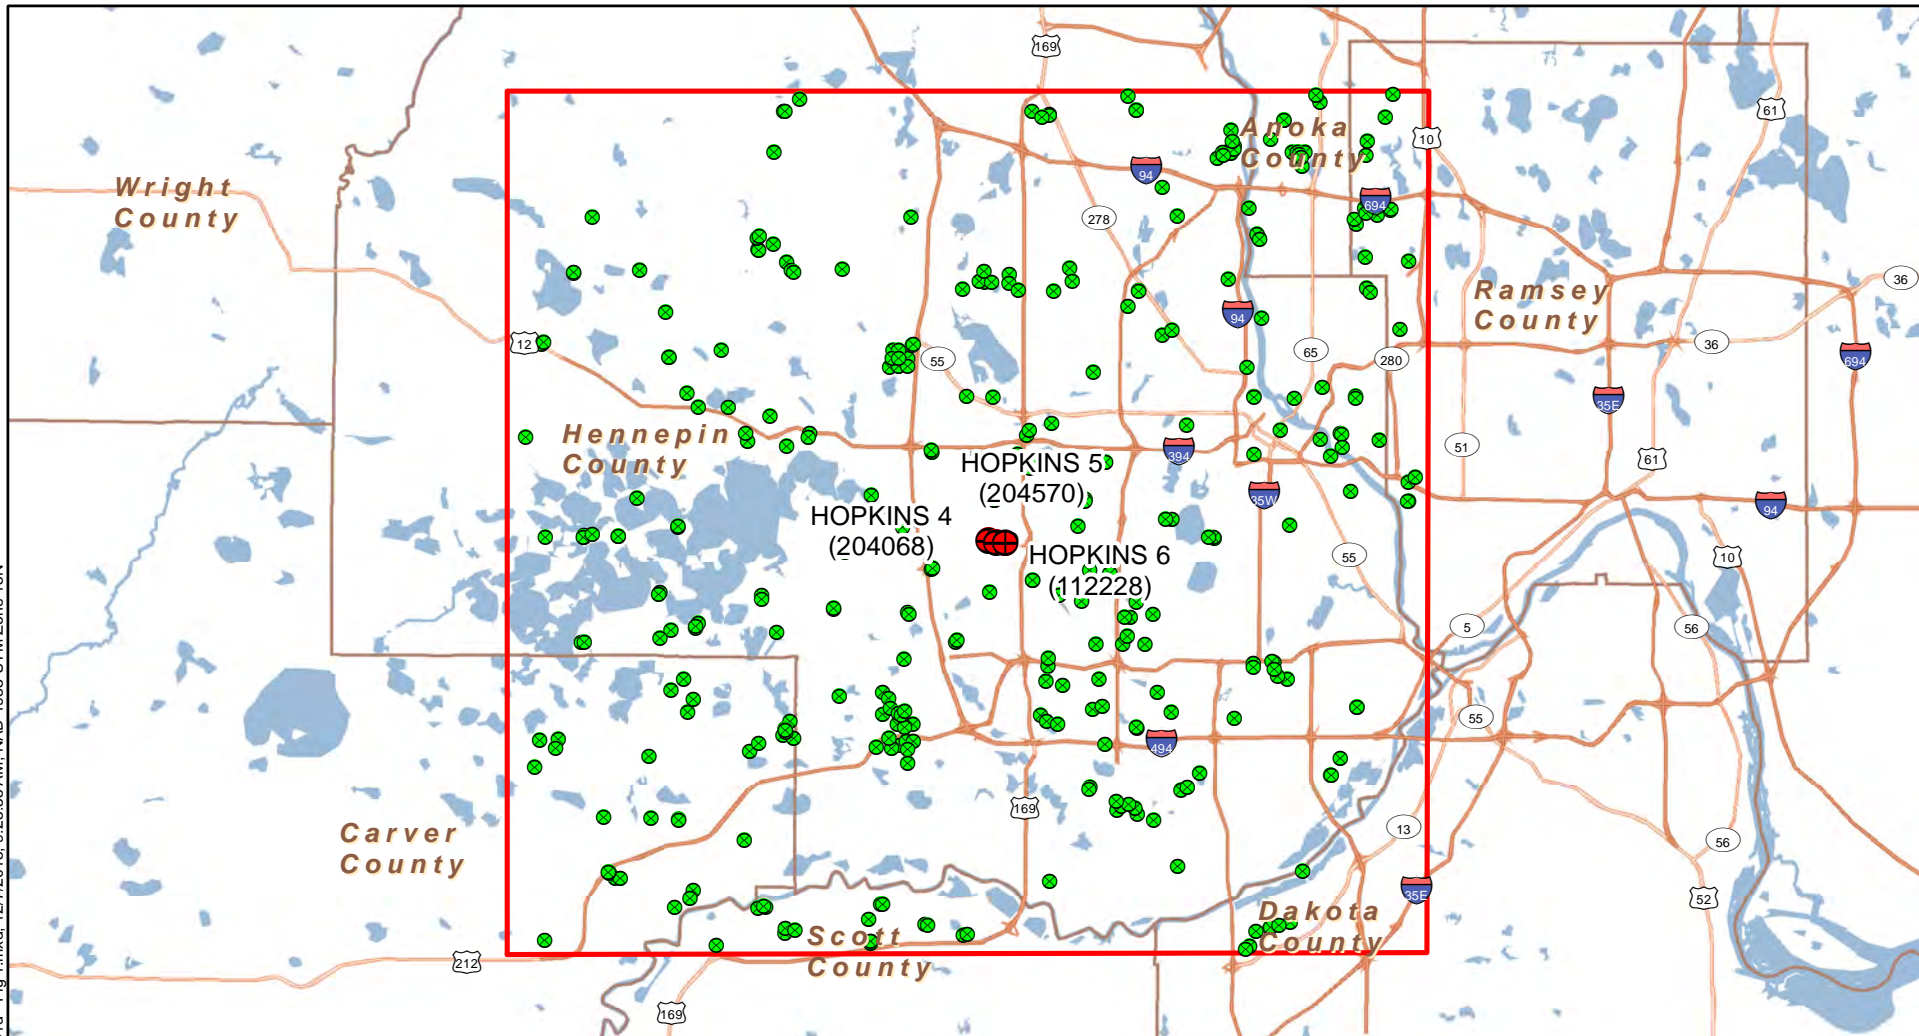 169
61
Anoka
County
10
94
Wright
County
694
278
36
Ramsey
County
94
12
55
65
280
36
694
35E
Hennepin
County
394
51
61
HOPKINS 5
(204570)
35W
94
HOPKINS 4
(204068)
HOPKINS 6
(112228)
55
10
5
56
55
494
169
13
Carver
County
56
35E
52
Dakota
County
Scott
County
212
169